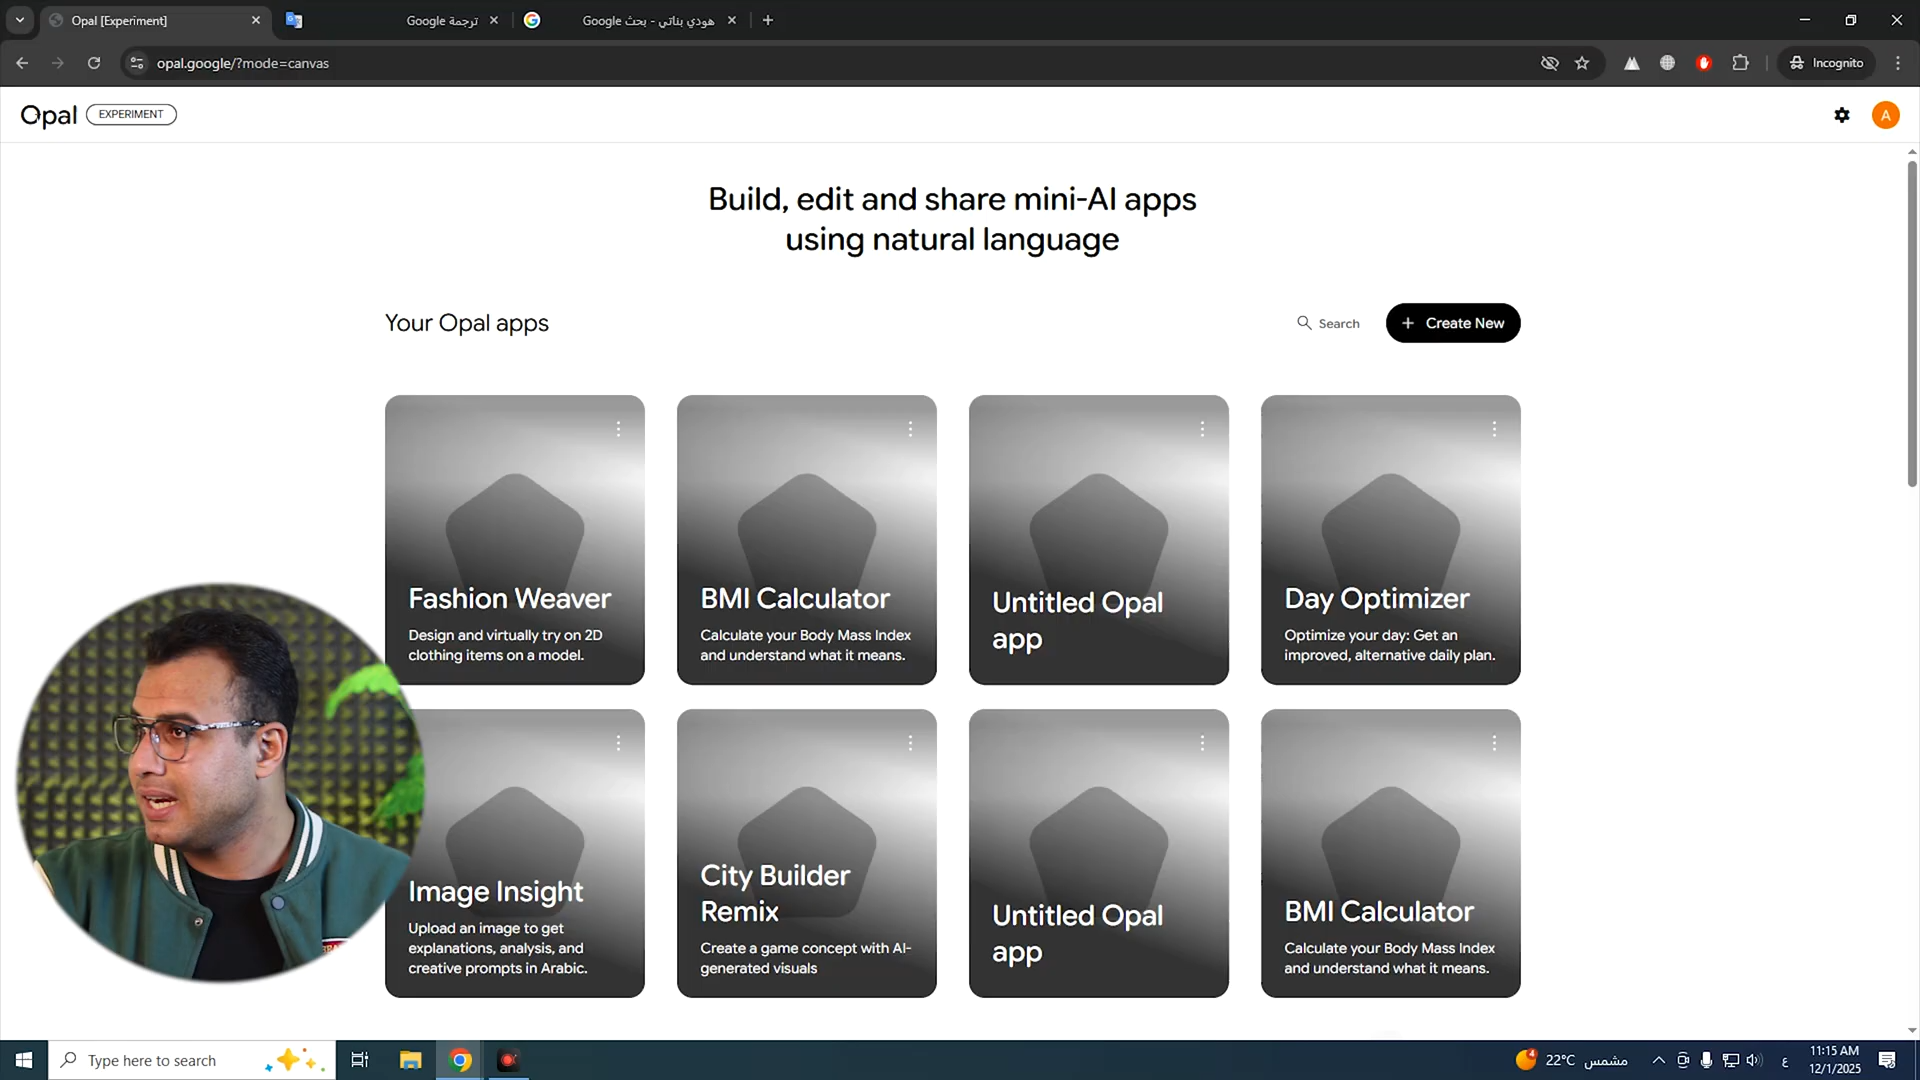 Opal [Experiment]
ترجمة Google
هودي بناتي - بحث Google
opal.google/?mode=canvas
Incognito
Opal
EXPERIMENT
A
Build, edit and share mini-AI apps
using natural language
Your Opal apps
Search
Create New
Fashion Weaver
Design and virtually try on 2D
clothing items on a model.
BMI Calculator
Calculate your Body Mass Index
and understand what it means.
Untitled Opal
app
Day Optimizer
Optimize your day: Get an
improved, alternative daily plan.
Image Insight
Upload an image to get
explanations, analysis, and
creative prompts in Arabic.
City Builder
Remix
Create a game concept with AI-
generated visuals
Untitled Opal
app
BMI Calculator
Calculate your Body Mass Index
and understand what it means.
Type here to search
4
22°C مشمس
ع
11:15 AM
12/1/2025